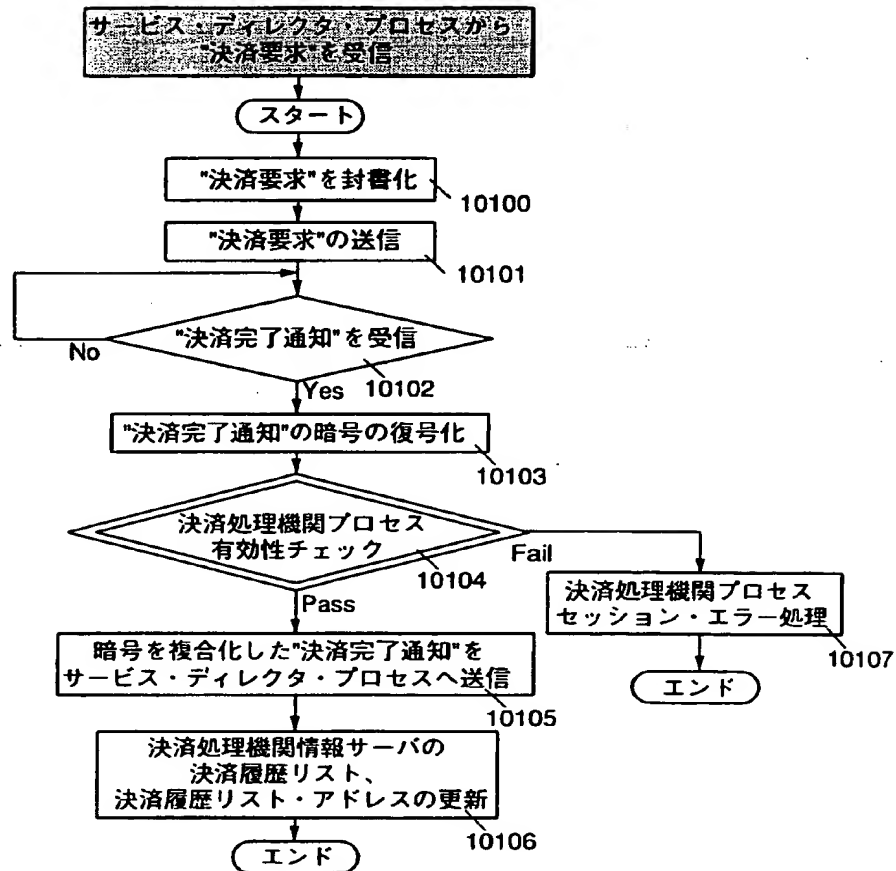 サービス・ディレクタ・プロセスから
"決済要求"を受信
スタート
"決済要求"を封書化
10100
"決済要求"の送信
10101
"決済完了通知"を受信
No
10102
Yes
"決済完了通知"の暗号の復号化
10103
決済処理機関プロセス
有効性チェック
10104
Fail
Pass
決済処理機関プロセス
セッション・エラー処理
10107
エンド
暗号を複合化した"決済完了通知"を
サービス・ディレクタ・プロセスへ送信
10105
決済処理機関情報サーバの
決済履歴リスト、
決済履歴リスト・アドレスの更新
10106
エンド